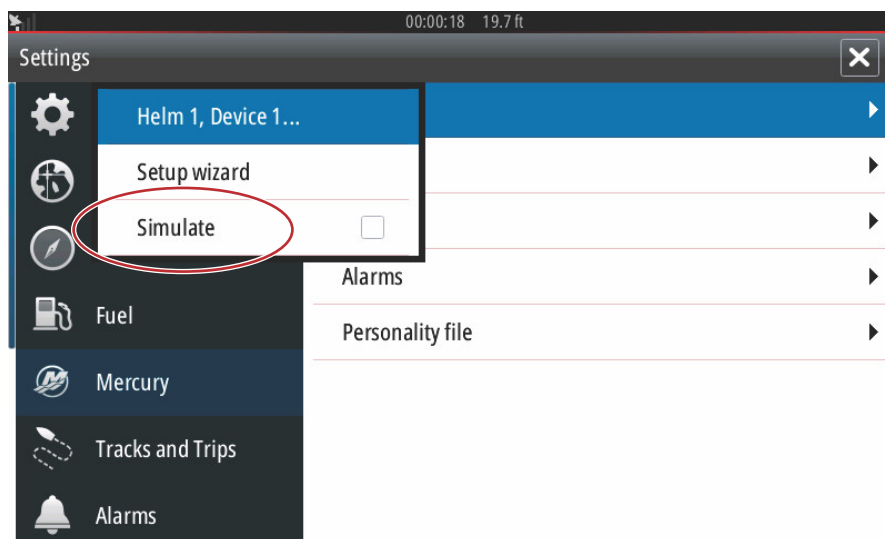 00:00:18 19.7 ft
Settings
Helm 1, Device 1...
Setup wizard
Simulate
Alarms
Fuel
Personality file
Mercury
Tracks and Trips
Alarms